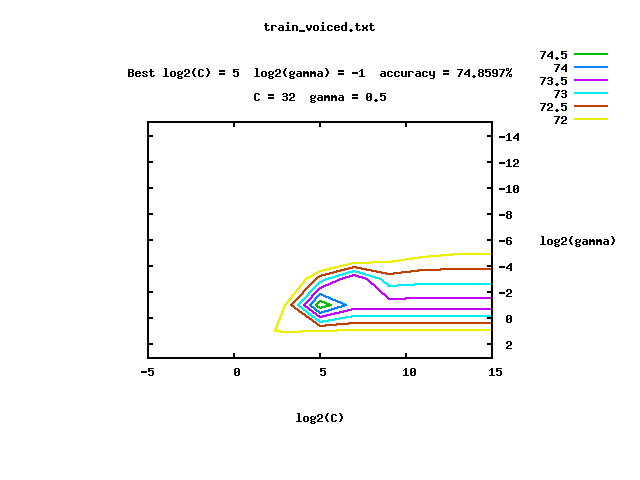 train_voiced.txt
Best log2(C) = 5  log2(gamma) = -1  accuracy = 74.8597%
C = 32  gamma = 0.5
74.5
74
73.5
73
72.5
72
-14
-12
-10
-8
-6
log2(gamma)
-4
-2
0
2
-5 0 5 10 15
log2(C)